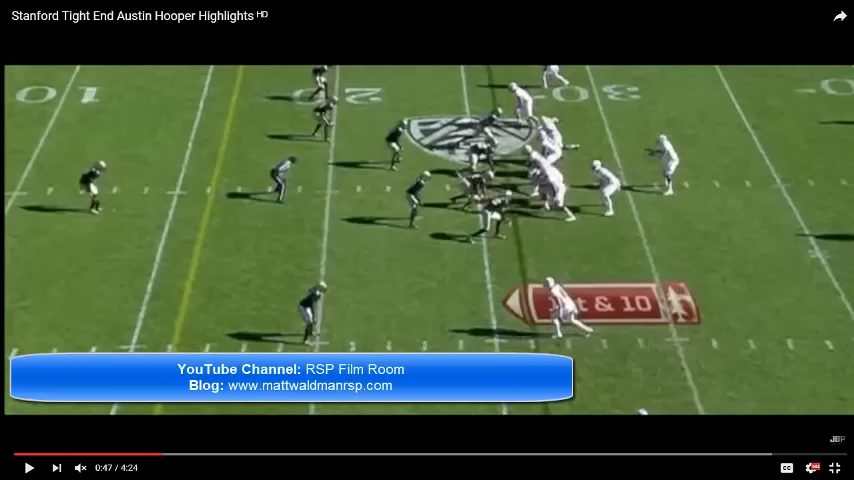 Stanford Tight End Austin Hooper Highlights HD
10
20
30
1st & 10
YouTube Channel: RSP Film Room
Blog: www.mattwaldmanrsp.com
JBP
0:47 / 4:24
CC
HD